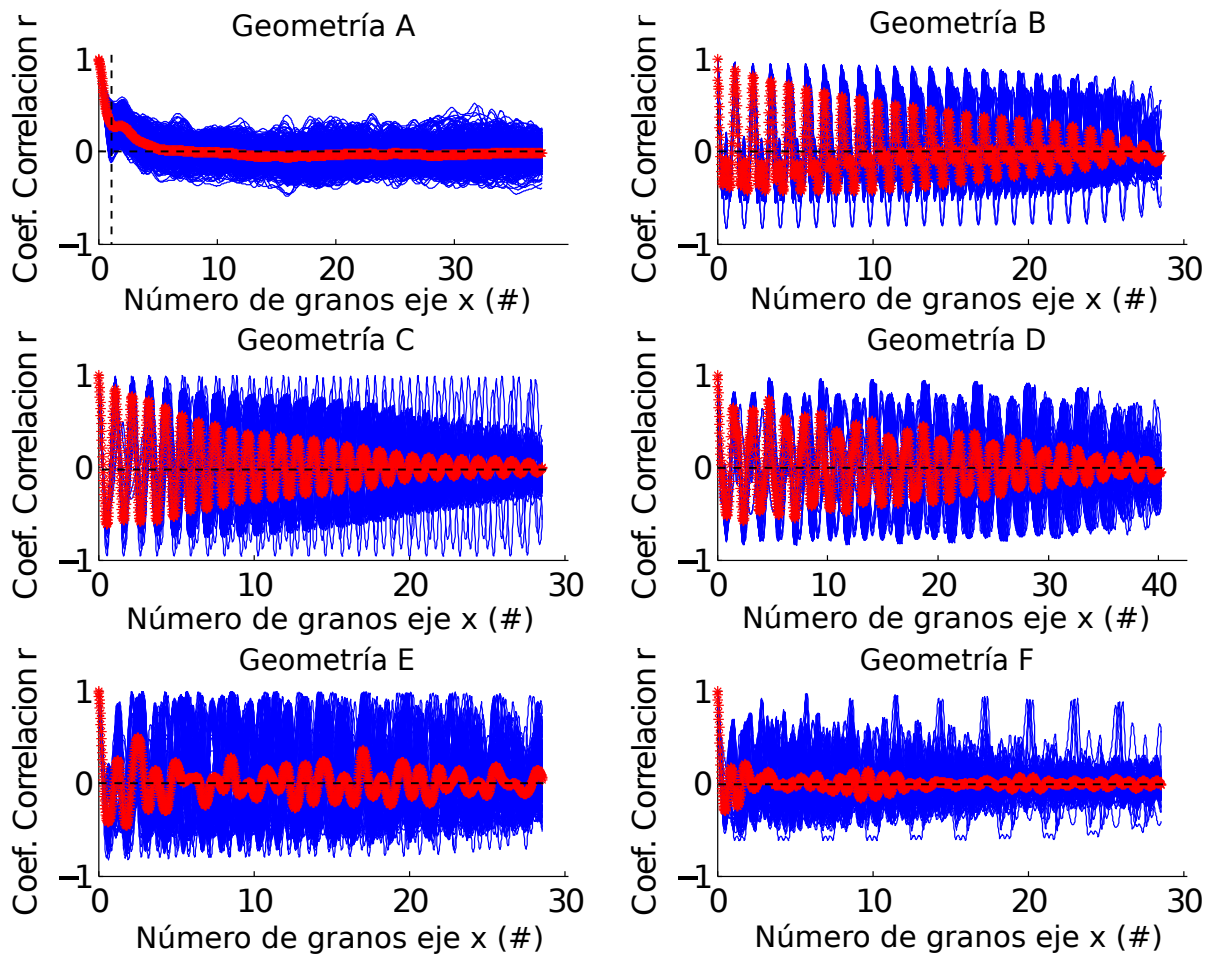 Geometría A
Coef. Correlacion r
1
0
−1
0 10 20 30
Número de granos eje x (#)
Geometría B
Coef. Correlacion r
1
0
−1
0 10 20 30
Número de granos eje x (#)
Geometría C
Coef. Correlacion r
1
0
−1
0 10 20 30
Número de granos eje x (#)
Geometría D
Coef. Correlacion r
1
0
−1
0 10 20 30 40
Número de granos eje x (#)
Geometría E
Coef. Correlacion r
1
0
−1
0 10 20 30
Número de granos eje x (#)
Geometría F
Coef. Correlacion r
1
0
−1
0 10 20 30
Número de granos eje x (#)